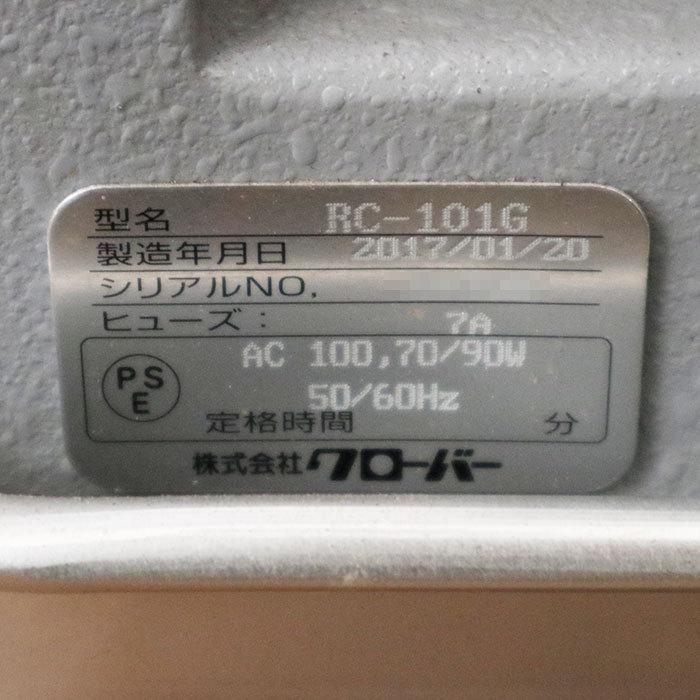 型名 RC-101G
製造年月日 2017/01/20
シリアルNO.
ヒューズ: 7A
AC 100,70/90W
PSE 50/60Hz
定格時間 分
株式会社 クローバー